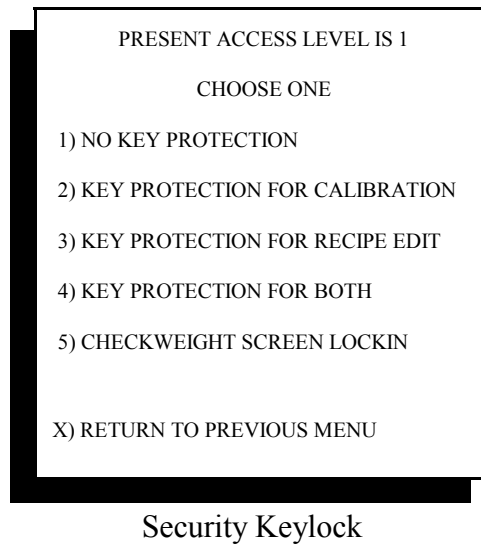 PRESENT ACCESS LEVEL IS 1
CHOOSE ONE
1) NO KEY PROTECTION
2) KEY PROTECTION FOR CALIBRATION
3) KEY PROTECTION FOR RECIPE EDIT
4) KEY PROTECTION FOR BOTH
5) CHECKWEIGHT SCREEN LOCKIN
X) RETURN TO PREVIOUS MENU
Security Keylock